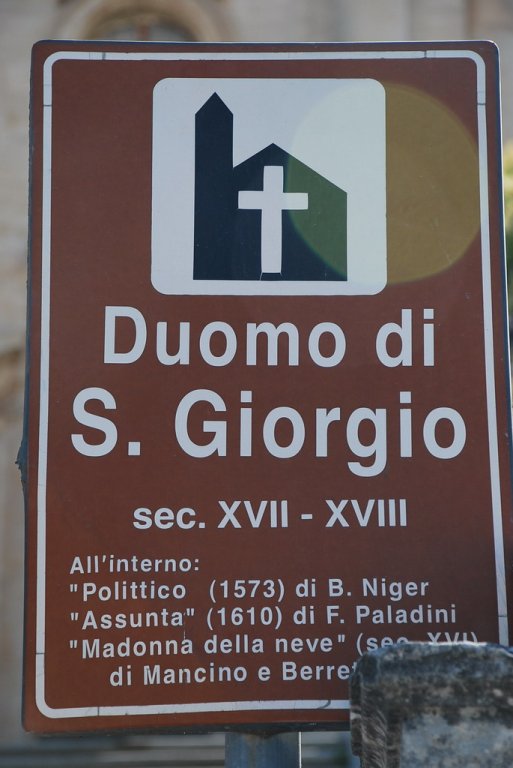 Duomo di
S. Giorgio
sec. XVII - XVIII
All'interno:
"Polittico (1573) di B. Niger
"Assunta" (1610) di F. Paladini
"Madonna della neve" (sec. XVI)
di Mancino e